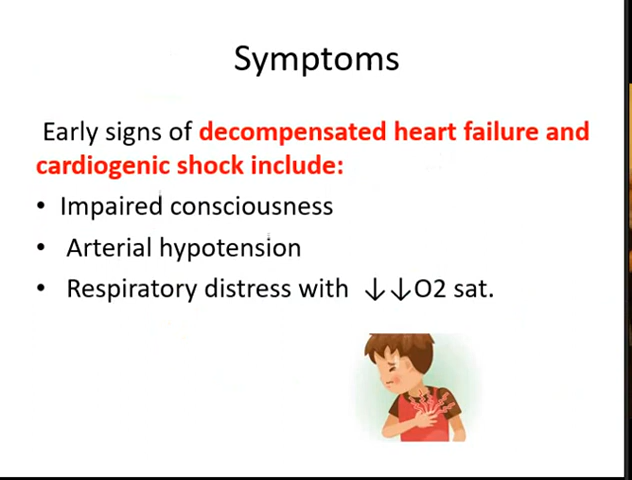 Symptoms
Early signs of decompensated heart failure and
cardiogenic shock include:
• Impaired consciousness
• Arterial hypotension
• Respiratory distress with ↓↓O2 sat.